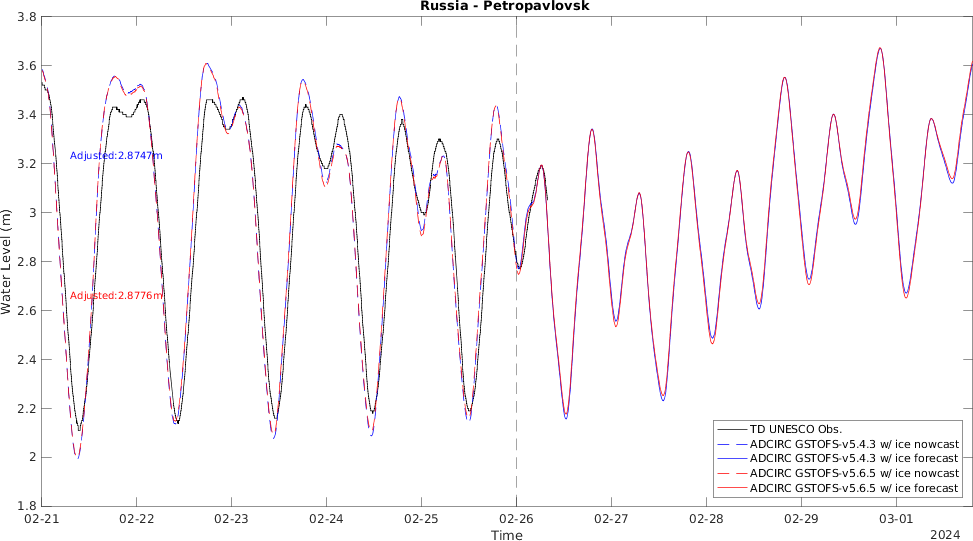 Russia - Petropavlovsk
3.8
3.6
3.4
3.2
3
2.8
2.6
2.4
2.2
2
1.8
Water Level (m)
Adjusted:2.8747m
Adjusted:2.8776m
TD UNESCO Obs.
ADCIRC GSTOFS-v5.4.3 w/ ice nowcast
ADCIRC GSTOFS-v5.4.3 w/ ice forecast
ADCIRC GSTOFS-v5.6.5 w/ ice nowcast
ADCIRC GSTOFS-v5.6.5 w/ ice forecast
02-21 02-22 02-23 02-24 02-25 02-26 02-27 02-28 02-29 03-01
Time
2024